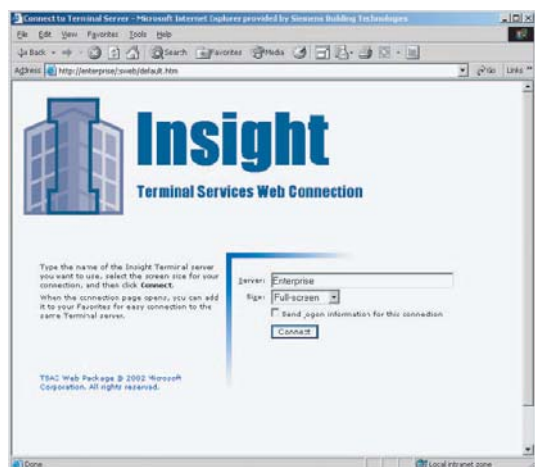 Connect to Terminal Server - Microsoft Internet Explorer provided by Siemens Building Technologies
File Edit View Favorites Tools Help
Back Search Favorites Media
Address http://enterprise/tsweb/default.htm Go Links
Insight
Terminal Services Web Connection
Type the name of the Insight Terminal server
you want to use, select the screen size for your
connection, and then click Connect.
When the connection page opens, you can add
it to your Favorites for easy connection to the
same Terminal server.
Server: Enterprise
Size: Full-screen
Send logon information for this connection
Connect
TSAC Web Package © 2002 Microsoft
Corporation. All rights reserved.
Done Local intranet zone